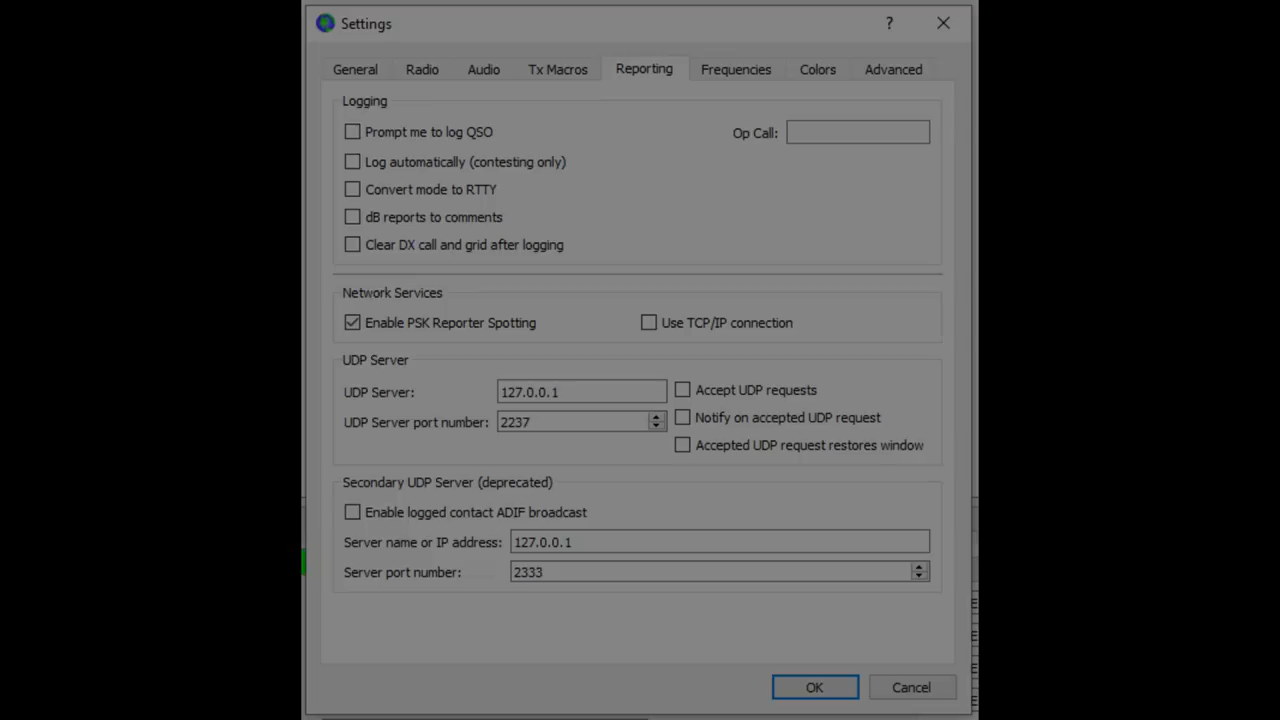 Settings
?
General Radio Audio Tx Macros Reporting Frequencies Colors Advanced
Logging
Prompt me to log QSO Op Call:
Log automatically (contesting only)
Convert mode to RTTY
dB reports to comments
Clear DX call and grid after logging
Network Services
Enable PSK Reporter Spotting Use TCP/IP connection
UDP Server
UDP Server: 127.0.0.1 Accept UDP requests
UDP Server port number: 2237 Notify on accepted UDP request
Accepted UDP request restores window
Secondary UDP Server (deprecated)
Enable logged contact ADIF broadcast
Server name or IP address: 127.0.0.1
Server port number: 2333
OK Cancel